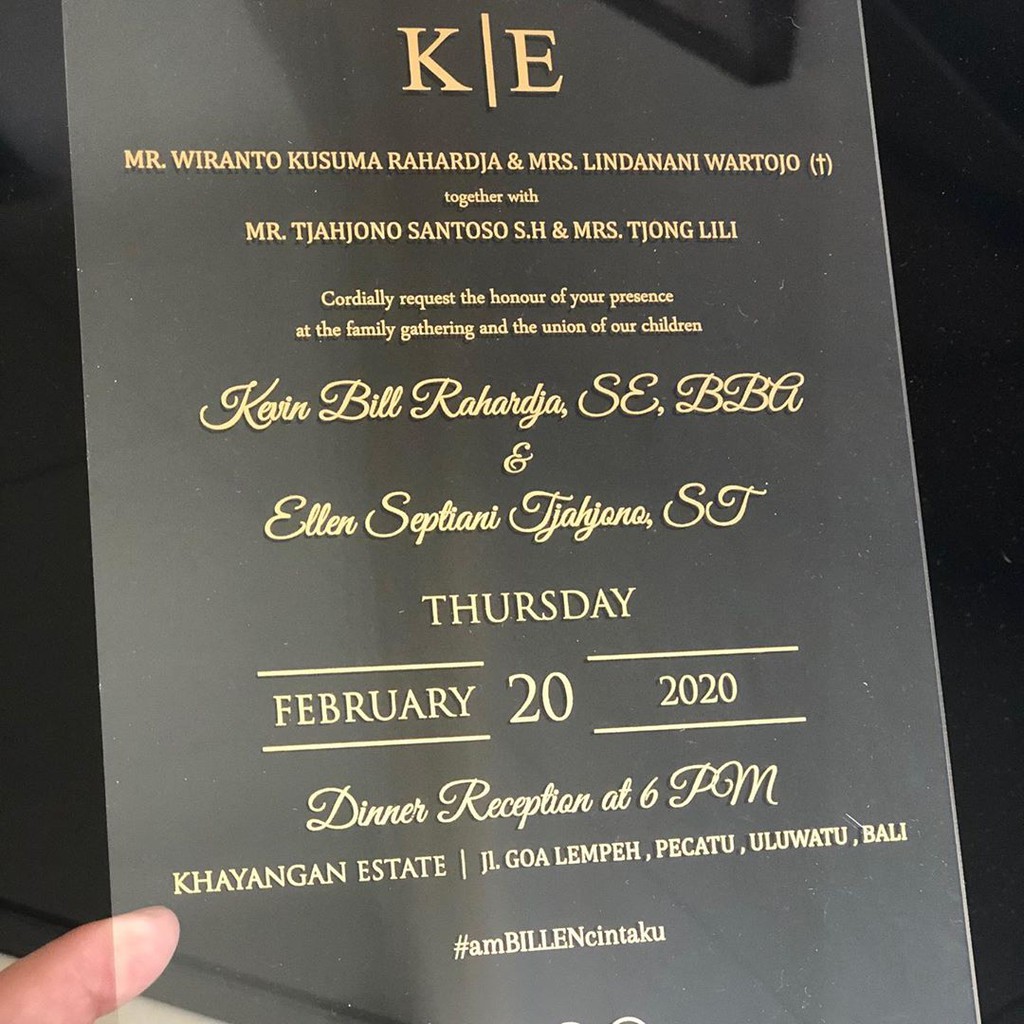 K|E
MR. WIRANTO KUSUMA RAHARDJA & MRS. LINDANANI WARTOJO (†)
together with
MR. TJAHJONO SANTOSO S.H & MRS. TJONG LILI
Cordially request the honour of your presence
at the family gathering and the union of our children
Kevin Bill Rahardja, SE, BBA
&
Ellen Septiani Tjahjono, ST
THURSDAY
FEBRUARY 20 2020
Dinner Reception at 6 PM
KHAYANGAN ESTATE | Jl. GOA LEMPEH , PECATU , ULUWATU , BALI
#amBILLENcintaku